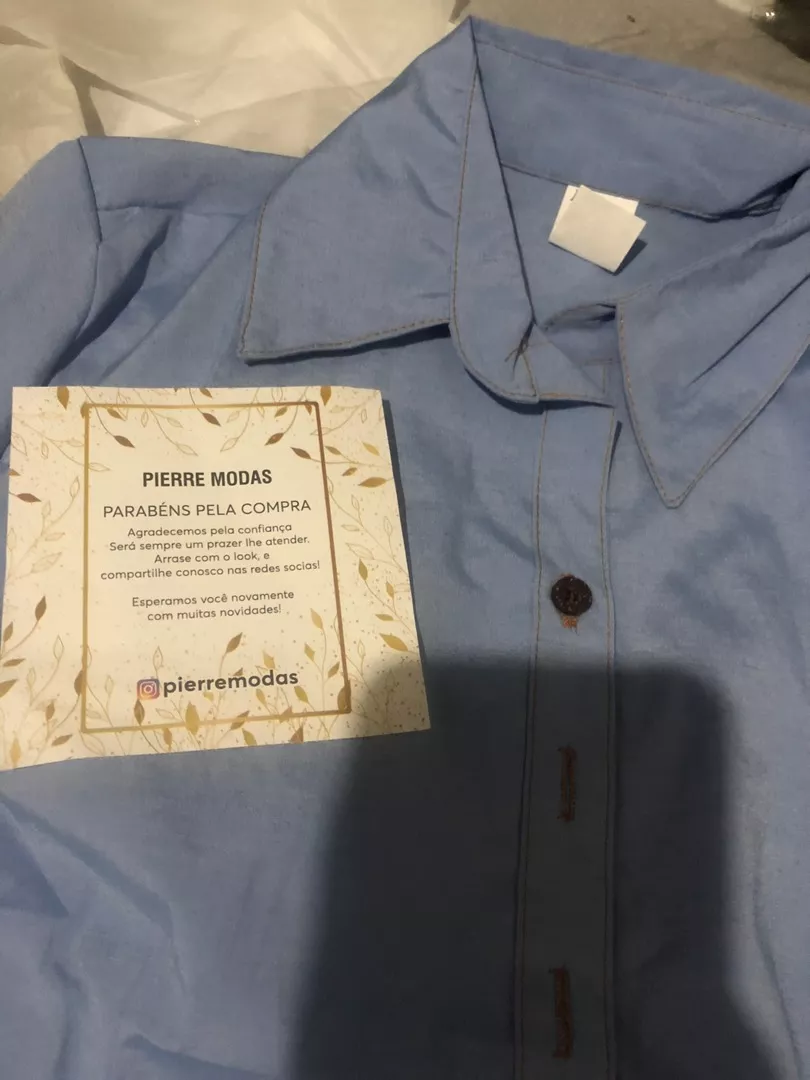 PIERRE MODAS
PARABÉNS PELA COMPRA
Agradecemos pela confiança
Será sempre um prazer lhe atender.
Arrase com o look, e
compartilhe conosco nas redes socias!
Esperamos você novamente
com muitas novidades!
pierremodas